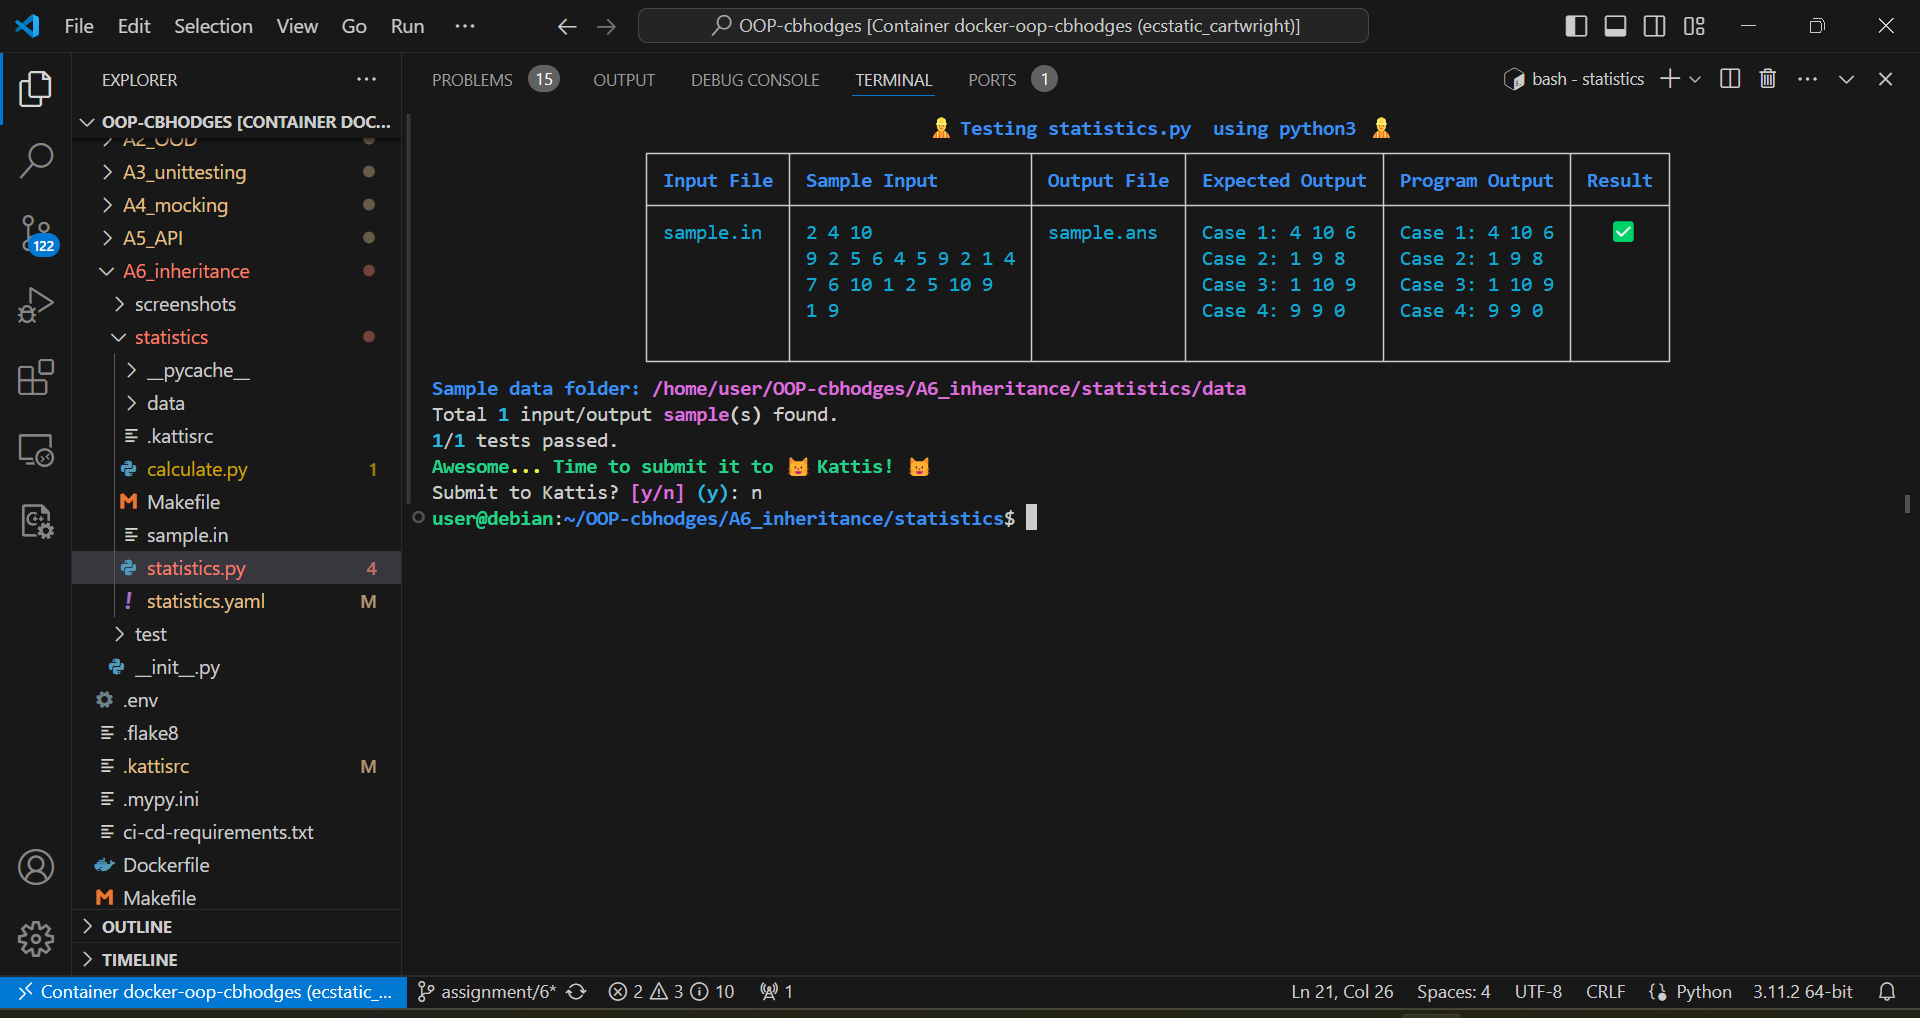 File Edit Selection View Go Run ··· OOP-cbhodges [Container docker-oop-cbhodges (ecstatic_cartwright)]
EXPLORER ···
OOP-CBHODGES [CONTAINER DOC...
A2_OOD
A3_unittesting
A4_mocking
A5_API
122
A6_inheritance
screenshots
statistics
__pycache__
data
.kattisrc
calculate.py 1
Makefile
sample.in
statistics.py 4
statistics.yaml M
test
__init__.py
.env
.flake8
.kattisrc M
.mypy.ini
ci-cd-requirements.txt
Dockerfile
Makefile
OUTLINE
TIMELINE
PROBLEMS 15 OUTPUT DEBUG CONSOLE TERMINAL PORTS 1 bash - statistics
Testing statistics.py using python3
Input File Sample Input Output File Expected Output Program Output Result
sample.in 2 4 10 sample.ans Case 1: 4 10 6 Case 1: 4 10 6
9 2 5 6 4 5 9 2 1 4 Case 2: 1 9 8 Case 2: 1 9 8
7 6 10 1 2 5 10 9 Case 3: 1 10 9 Case 3: 1 10 9
1 9 Case 4: 9 9 0 Case 4: 9 9 0
Sample data folder: /home/user/OOP-cbhodges/A6_inheritance/statistics/data
Total 1 input/output sample(s) found.
1/1 tests passed.
Awesome... Time to submit it to 😺 Kattis! 😺
Submit to Kattis? [y/n] (y): n
user@debian:~/OOP-cbhodges/A6_inheritance/statistics$
Container docker-oop-cbhodges (ecstatic_... assignment/6* 2 3 10 1 Ln 21, Col 26 Spaces: 4 UTF-8 CRLF Python 3.11.2 64-bit